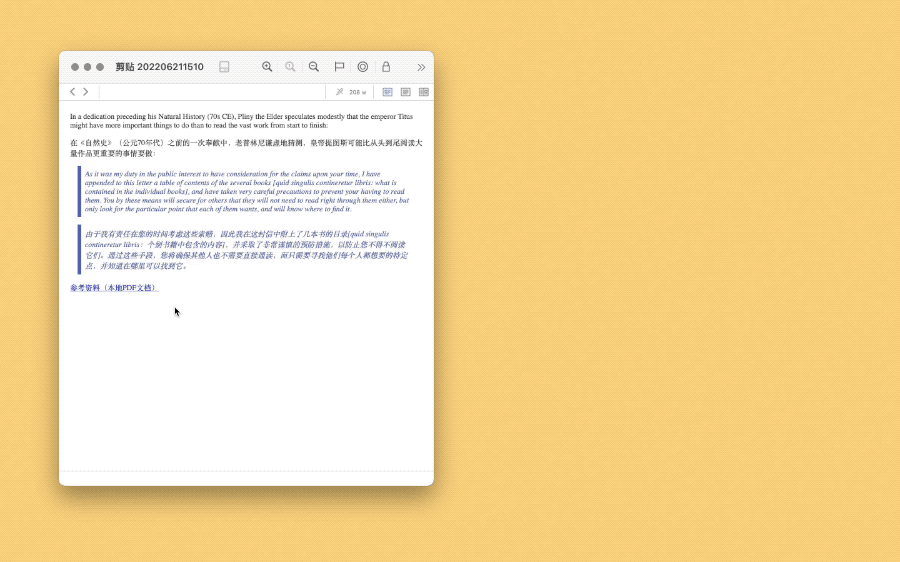 剪贴 202206211510
208 w
In a dedication preceding his Natural History (70s CE), Pliny the Elder speculates modestly that the emperor Titus
might have more important things to do than to read the vast work from start to finish:
在《自然史》（公元70年代）之前的一次奉献中，老普林尼谦虚地猜测，皇帝提图斯可能比从头到尾阅读大
量作品更重要的事情要做：
As it was my duty in the public interest to have consideration for the claims upon your time, I have
appended to this letter a table of contents of the several books [quid singulis contineretur libris: what is
contained in the individual books], and have taken very careful precautions to prevent your having to read
them. You by these means will secure for others that they will not need to read right through them either, but
only look for the particular point that each of them wants, and will know where to find it.
由于我有责任在您的时间考虑这些索赔，因此我在这封信中附上了几本书的目录[quid singulis
contineretur libris：个别书籍中包含的内容]，并采取了非常谨慎的预防措施，以防止您不得不阅读
它们。通过这些手段，您将确保其他人也不需要直接通读，而只需要寻找他们每个人都想要的特定
点，并知道在哪里可以找到它。
参考资料（本地PDF文档）